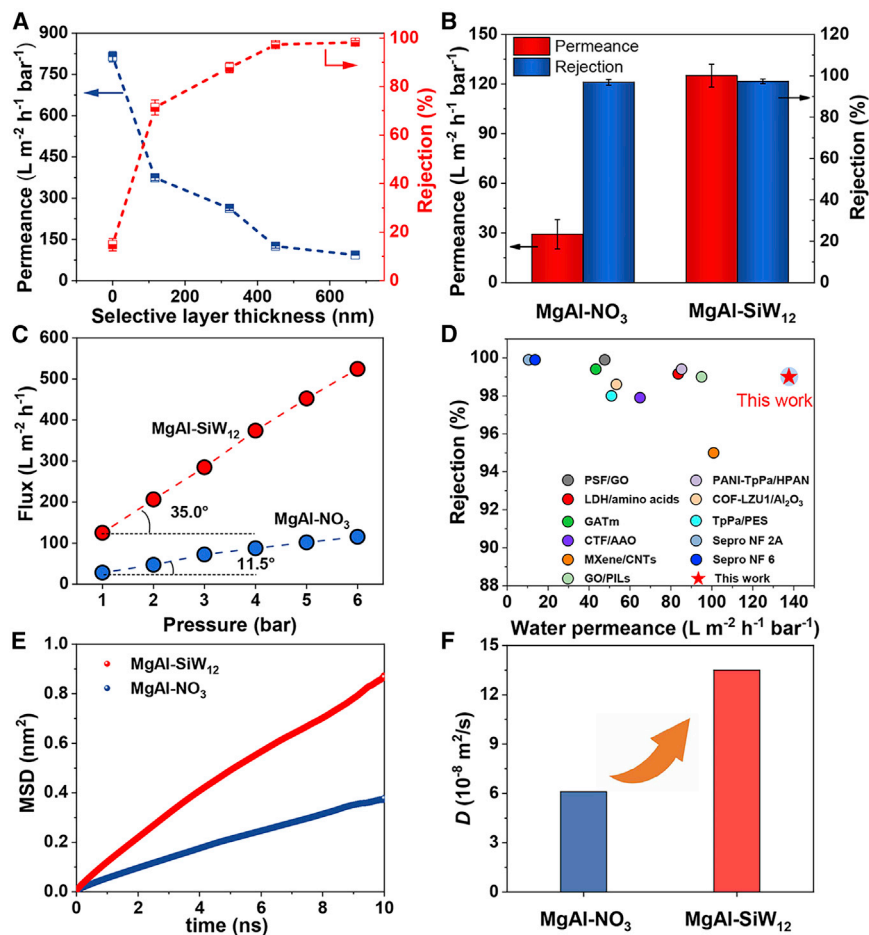 A
Permeance (L m⁻² h⁻¹ bar⁻¹)
900
750
600
450
300
150
0
100
80
60
40
20
0
Rejection (%)
0 200 400 600
Selective layer thickness (nm)
B
Permeance (L m⁻² h⁻¹ bar⁻¹)
150
120
90
60
30
0
Permeance
Rejection
120
100
80
60
40
20
0
Rejection (%)
MgAl-NO₃ MgAl-SiW₁₂
C
Flux (L m⁻² h⁻¹)
600
500
400
300
200
100
0
MgAl-SiW₁₂
35.0°
MgAl-NO₃
11.5°
1 2 3 4 5 6
Pressure (bar)
D
Rejection (%)
100
98
96
94
92
90
88
This work
PSF/GO PANI-TpPa/HPAN
LDH/amino acids COF-LZU1/Al₂O₃
GATm TpPa/PES
CTF/AAO Sepro NF 2A
MXene/CNTs Sepro NF 6
GO/PILs This work
0 20 40 60 80 100 120 140
Water permeance (L m⁻² h⁻¹ bar⁻¹)
E
MSD (nm²)
1.0
0.8
0.6
0.4
0.2
0.0
MgAl-SiW₁₂
MgAl-NO₃
0 2 4 6 8 10
time (ns)
F
D (10⁻⁸ m²/s)
15
12
9
6
3
0
MgAl-NO₃ MgAl-SiW₁₂